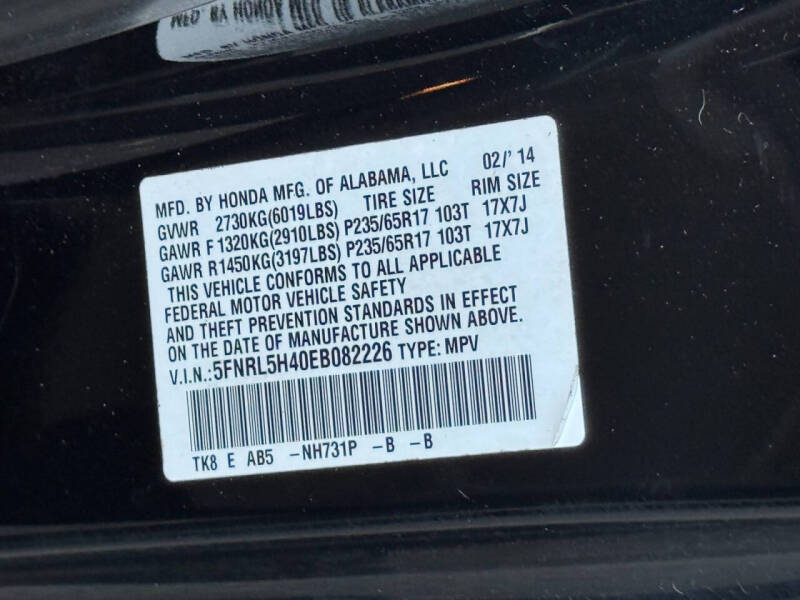 MFD. BY HONDA MFG. OF ALABAMA, LLC 02/'14
GVWR 2730KG(6019LBS) TIRE SIZE RIM SIZE
GAWR F 1320KG(2910LBS) P235/65R17 103T 17X7J
GAWR R1450KG(3197LBS) P235/65R17 103T 17X7J
THIS VEHICLE CONFORMS TO ALL APPLICABLE
FEDERAL MOTOR VEHICLE SAFETY
AND THEFT PREVENTION STANDARDS IN EFFECT
ON THE DATE OF MANUFACTURE SHOWN ABOVE.
V.I.N.:5FNRL5H40EB082226 TYPE: MPV
TK8 E AB5 -NH731P -B -B